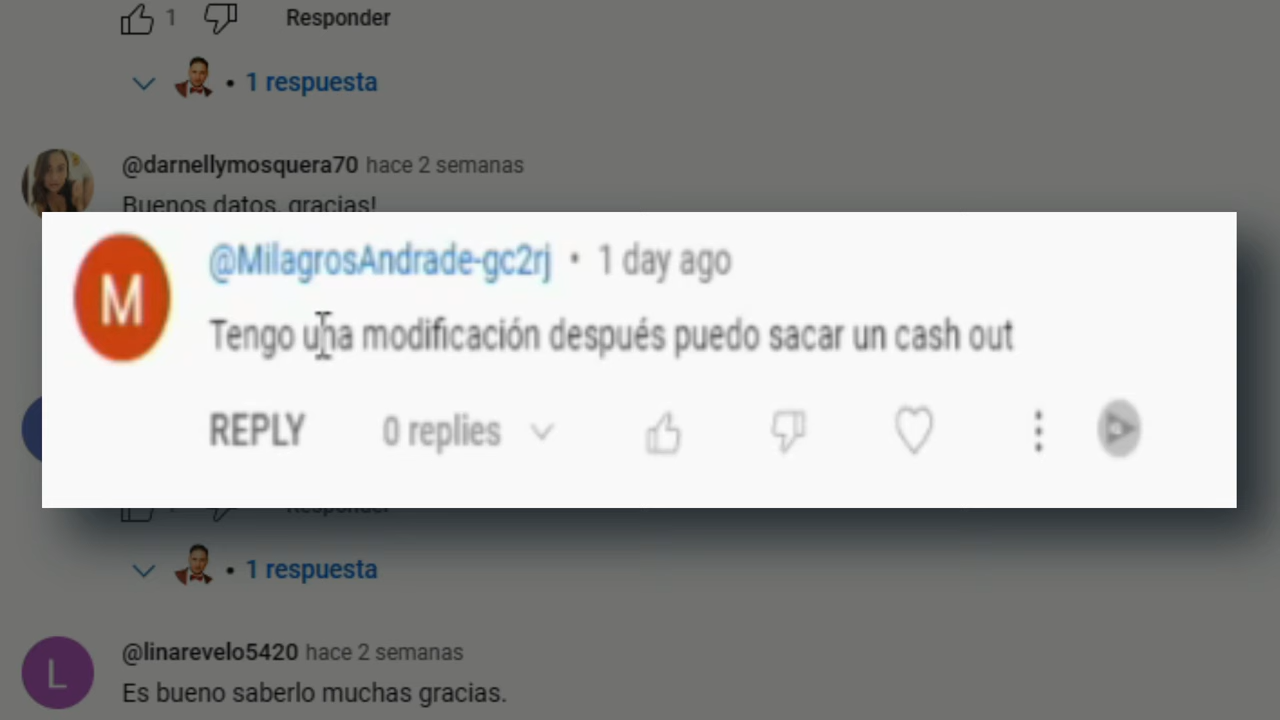 1 Responder
1 respuesta
@darnellymosquera70 hace 2 semanas
Buenos datos, gracias!
M
@MilagrosAndrade-gc2rj • 1 day ago
Tengo una modificación después puedo sacar un cash out
REPLY 0 replies
Responder
1 respuesta
L
@linarevelo5420 hace 2 semanas
Es bueno saberlo muchas gracias.